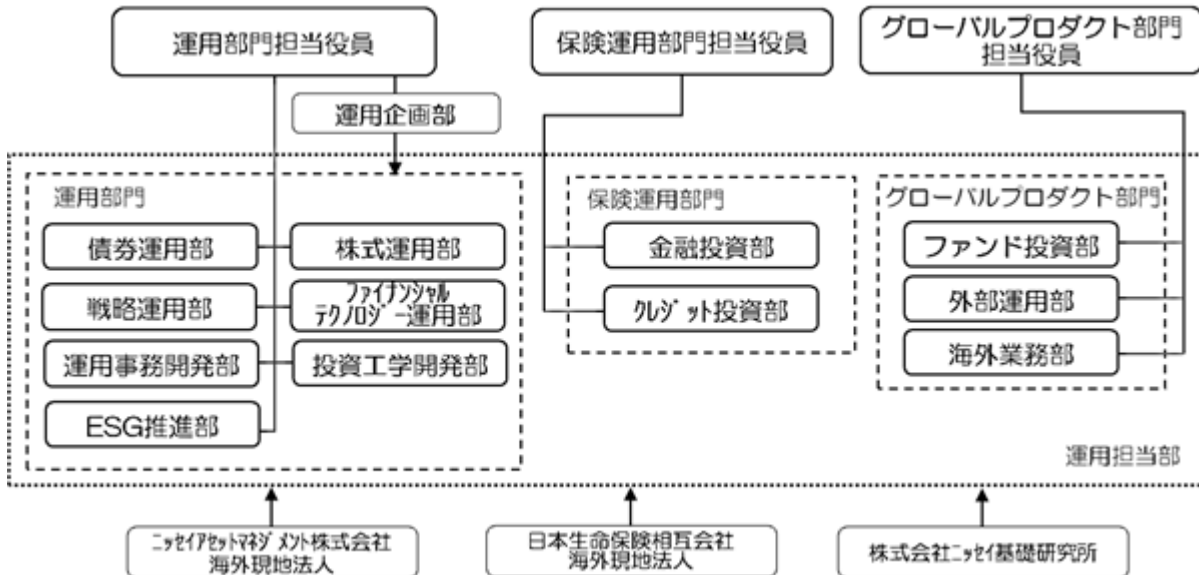 運用部門担当役員
保険運用部門担当役員
グローバルプロダクト部門
担当役員
運用企画部
運用部門
債券運用部
株式運用部
戦略運用部
ファイナンシャル
テクノロジー運用部
運用事務開発部
投資工学開発部
ESG推進部
保険運用部門
金融投資部
クレジット投資部
グローバルプロダクト部門
ファンド投資部
外部運用部
海外業務部
運用担当部
ニッセイアセットマネジメント株式会社
海外現地法人
日本生命保険相互会社
海外現地法人
株式会社ニッセイ基礎研究所